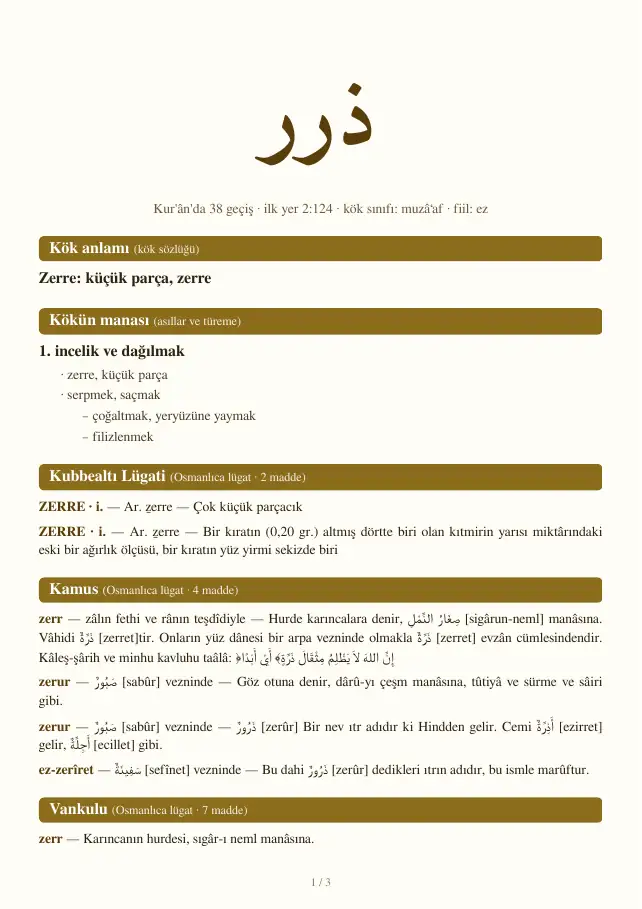 ذرر
Kur'ân'da 38 geçiş · ilk yer 2:124 · kök sınıfı: muzâ'af · fiil: ez
Kök anlamı (kök sözlüğü)
Zerre: küçük parça, zerre
Kökün manası (asıllar ve türeme)
1. incelik ve dağılmak
· zerre, küçük parça
· serpmek, saçmak
– çoğaltmak, yeryüzüne yaymak
– filizlenmek
Kubbealtı Lügati (Osmanlıca lügat · 2 madde)
ZERRE · i. — Ar. ẕerre — Çok küçük parçacık
ZERRE · i. — Ar. ẕerre — Bir kıratın (0,20 gr.) altmış dörtte biri olan kıtmirin yarısı miktârındaki
eski bir ağırlık ölçüsü, bir kıratın yüz yirmi sekizde biri
Kamus (Osmanlıca lügat · 4 madde)
zerr — zâlın fethi ve rânın teşdîdiyle — Hurde karıncalara denir, صِغَارُ النَّمْلِ [sigârun-neml] manâsına.
Vâhidi ذَرَّةٌ [zerret]tir. Onların yüz dânesi bir arpa vezninde olmakla ذَرَّةٌ [zerret] evzân cümlesindendir.
Kâleş-şârih ve minhu kavluhu taâlâ: ﴿إِنَّ اللهَ لاَ يَظْلِمُ مِثْقَالَ ذَرَّةٍ﴾ أَيْ أَبَدًا
zerur — صَبُورٌ [sabûr] vezninde — Göz otuna denir, dârû-yı çeşm manâsına, tûtiyâ ve sürme ve sâiri
gibi.
zerur — صَبُورٌ [sabûr] vezninde — ذَرُورٌ [zerûr] Bir nev ıtr adıdır ki Hindden gelir. Cemi أَذِرَّةٌ [ezirret]
gelir, أَجِلَّةٌ [ecillet] gibi.
ez-zerîret — سَفِينَةٌ [sefînet] vezninde — Bu dahi ذَرُورٌ [zerûr] dedikleri ıtrın adıdır, bu ismle marûftur.
Vankulu (Osmanlıca lügat · 7 madde)
zerr — Karıncanın hurdesi, sıgâr-ı neml manâsına.
1 / 3